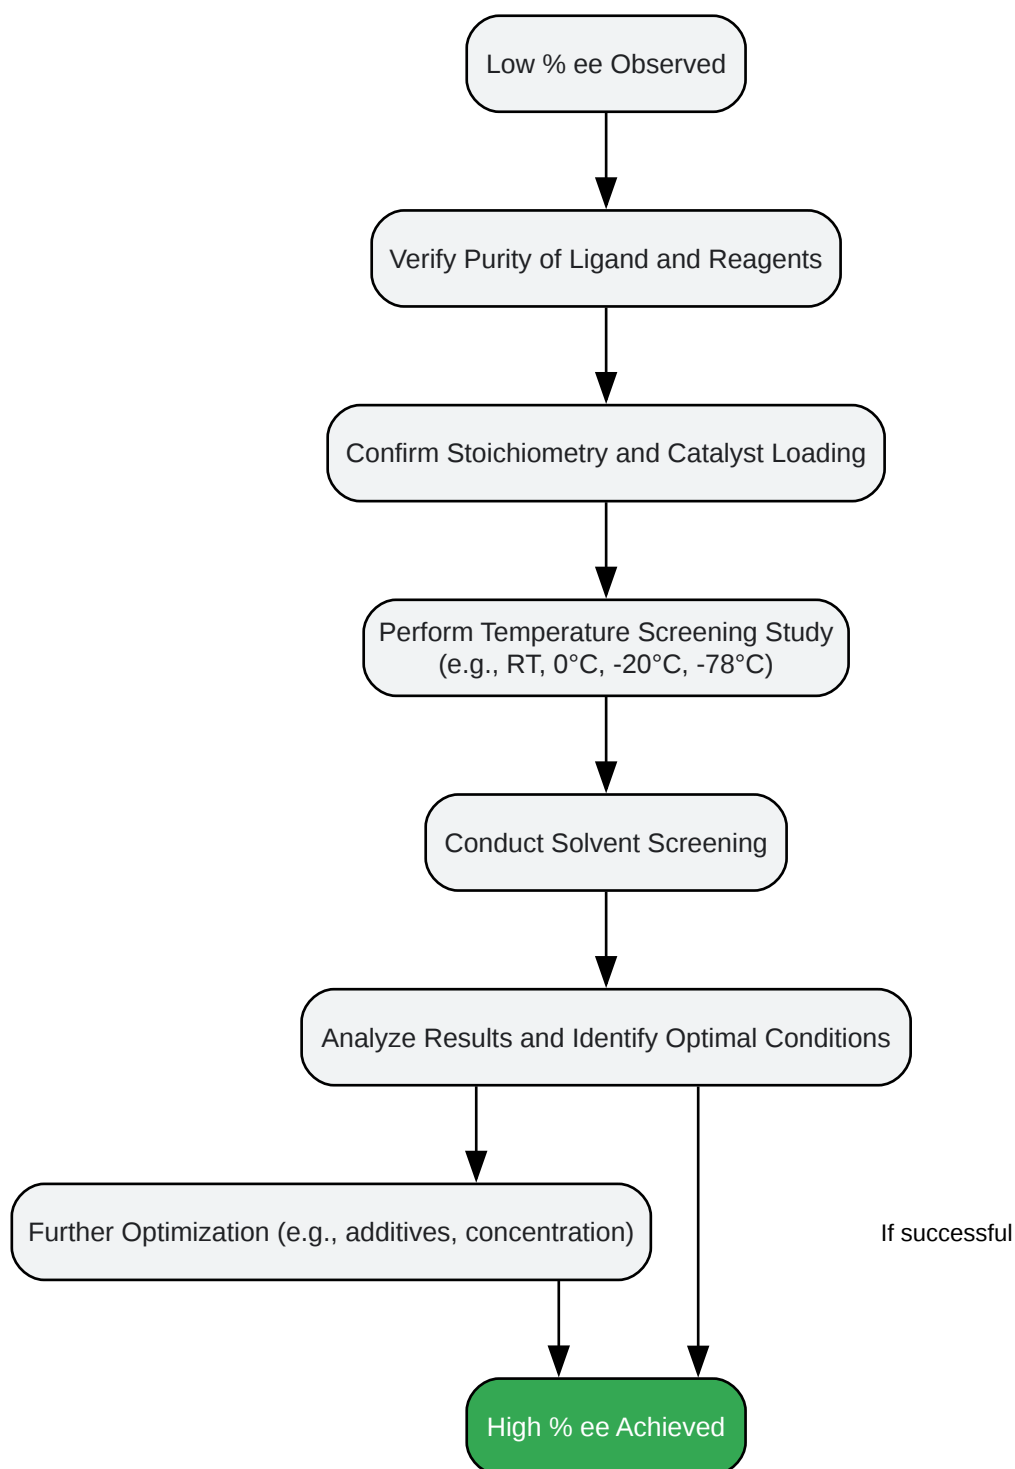 Low % ee Observed
Verify Purity of Ligand and Reagents
Confirm Stoichiometry and Catalyst Loading
Perform Temperature Screening Study
(e.g., RT, 0°C, -20°C, -78°C)
Conduct Solvent Screening
Analyze Results and Identify Optimal Conditions
Further Optimization (e.g., additives, concentration)
If successful
High % ee Achieved